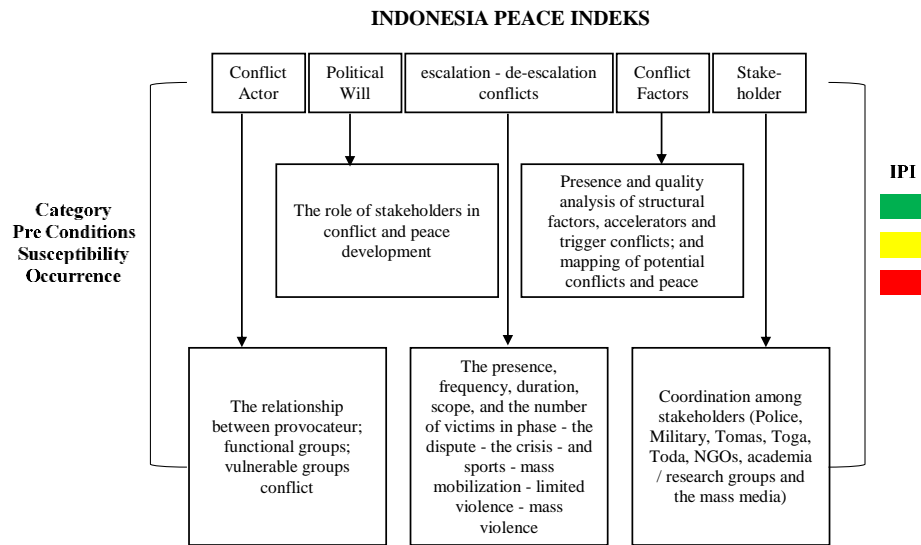 INDONESIA PEACE INDEKS
Conflict
Actor
Political
Will
escalation - de-escalation
conflicts
Conflict
Factors
Stake-
holder
Category
Pre Conditions
Susceptibility
Occurrence
The role of stakeholders in
conflict and peace
development
Presence and quality
analysis of structural
factors, accelerators and
trigger conflicts; and
mapping of potential
conflicts and peace
IPI
The relationship
between provocateur;
functional groups;
vulnerable groups
conflict
The presence,
frequency, duration,
scope, and the number
of victims in phase - the
dispute - the crisis - and
sports - mass
mobilization - limited
violence - mass
violence
Coordination among
stakeholders (Police,
Military, Tomas, Toga,
Toda, NGOs, academia
/ research groups and
the mass media)